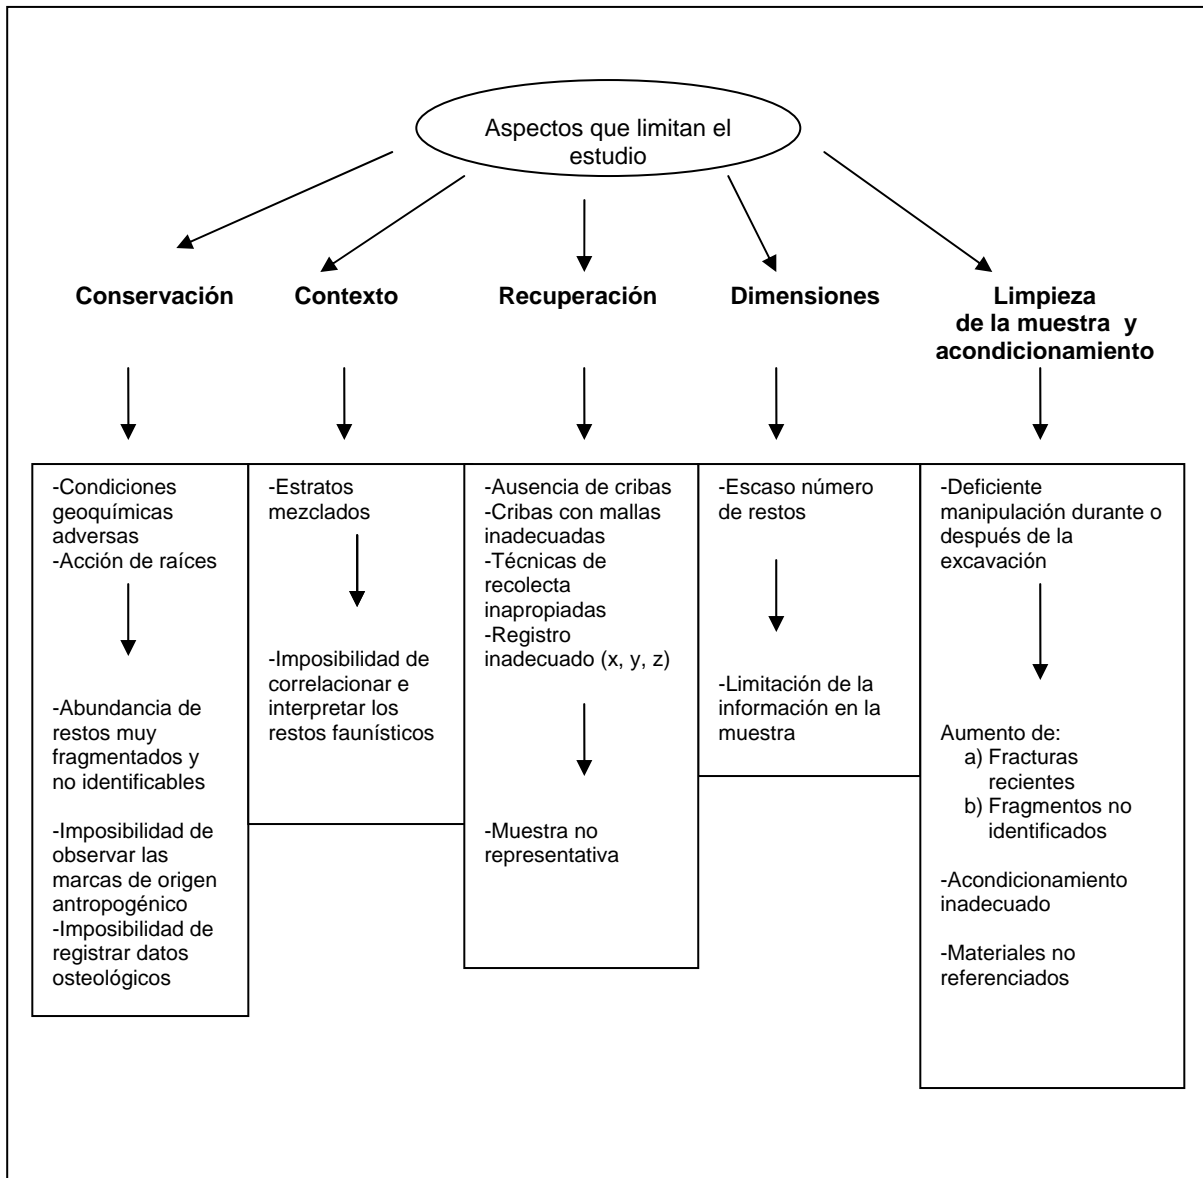 Aspectos que limitan el
estudio
Conservación
Contexto
Recuperación
Dimensiones
Limpieza
de la muestra y
acondicionamiento
-Condiciones
geoquímicas
adversas
-Acción de raíces
-Abundancia de
restos muy
fragmentados y
no identificables
-Imposibilidad de
observar las
marcas de origen
antropogénico
-Imposibilidad de
registrar datos
osteológicos
-Estratos
mezclados
-Imposibilidad de
correlacionar e
interpretar los
restos faunísticos
-Ausencia de cribas
-Cribas con mallas
inadecuadas
-Técnicas de
recolecta
inapropiadas
-Registro
inadecuado (x, y, z)
-Muestra no
representativa
-Escaso número
de restos
-Limitación de la
información en la
muestra
-Deficiente
manipulación durante o
después de la
excavación
Aumento de:
a) Fracturas
recientes
b) Fragmentos no
identificados
-Acondicionamiento
inadecuado
-Materiales no
referenciados